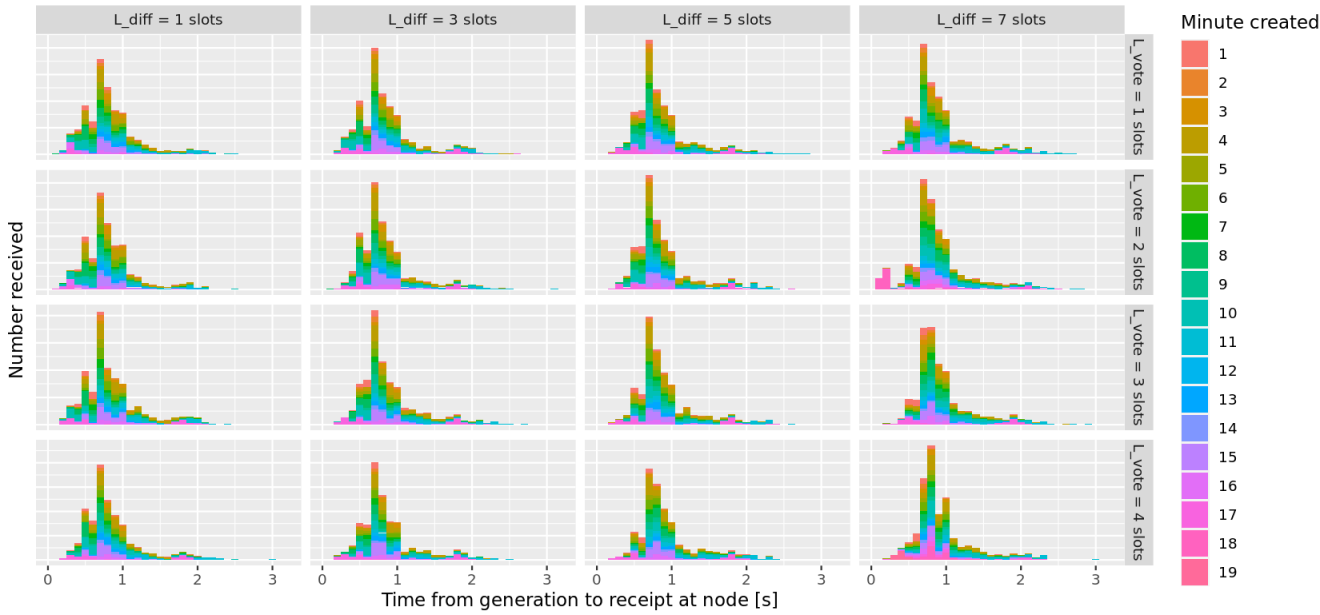 L_diff = 1 slots
L_diff = 3 slots
L_diff = 5 slots
L_diff = 7 slots
L_vote = 1 slots
L_vote = 2 slots
L_vote = 3 slots
L_vote = 4 slots
Number received
0 1 2 3
0 1 2 3
0 1 2 3
0 1 2 3
Time from generation to receipt at node [s]
Minute created
1
2
3
4
5
6
7
8
9
10
11
12
13
14
15
16
17
18
19